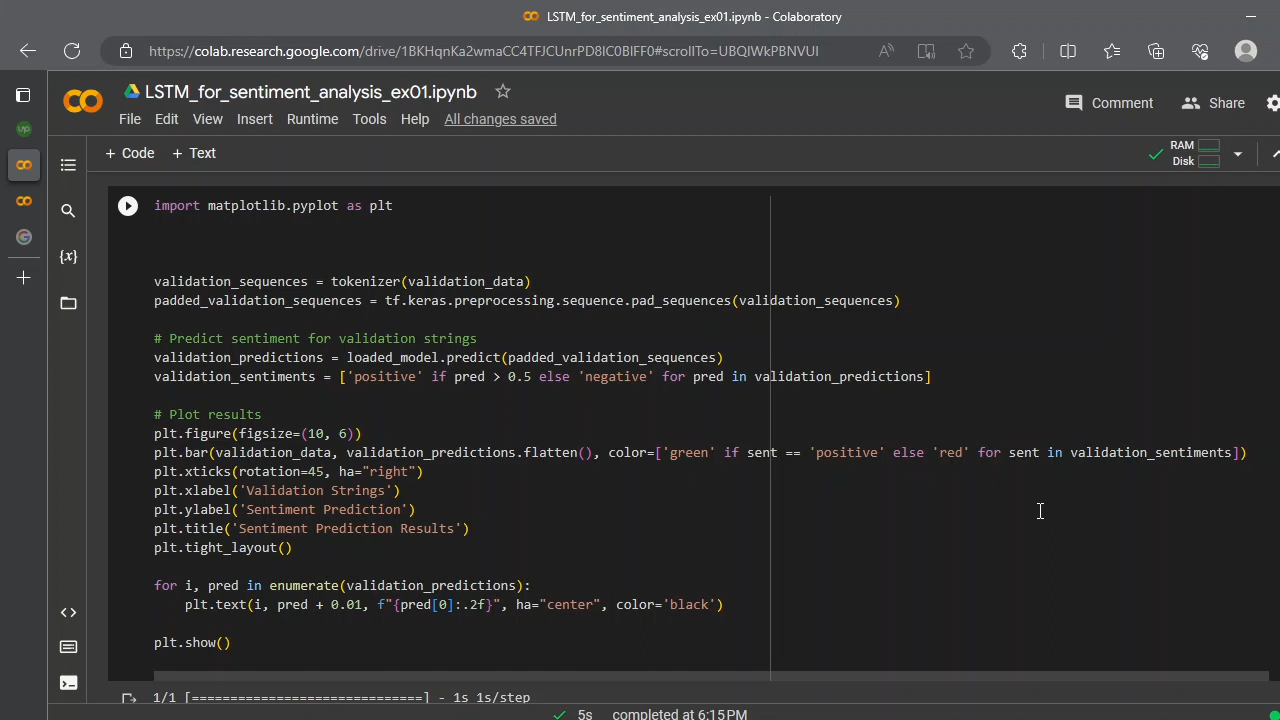 LSTM_for_sentiment_analysis_ex01.ipynb - Colaboratory
https://colab.research.google.com/drive/1BKHqnKa2wmaCC4TFJCUnrPD8IC0BIFF0#scrollTo=UBQIWkPBNVUI
LSTM_for_sentiment_analysis_ex01.ipynb
Comment
Share
File Edit View Insert Runtime Tools Help All changes saved
+ Code + Text
RAM
Disk
import matplotlib.pyplot as plt
validation_sequences = tokenizer(validation_data)
padded_validation_sequences = tf.keras.preprocessing.sequence.pad_sequences(validation_sequences)
# Predict sentiment for validation strings
validation_predictions = loaded_model.predict(padded_validation_sequences)
validation_sentiments = ['positive' if pred > 0.5 else 'negative' for pred in validation_predictions]
# Plot results
plt.figure(figsize=(10, 6))
plt.bar(validation_data, validation_predictions.flatten(), color=['green' if sent == 'positive' else 'red' for sent in validation_sentiments])
plt.xticks(rotation=45, ha="right")
plt.xlabel('Validation Strings')
plt.ylabel('Sentiment Prediction')
plt.title('Sentiment Prediction Results')
plt.tight_layout()
for i, pred in enumerate(validation_predictions):
plt.text(i, pred + 0.01, f"{pred[0]:.2f}", ha="center", color='black')
plt.show()
1/1 [==============================] - 1s 1s/step
5s completed at 6:15PM